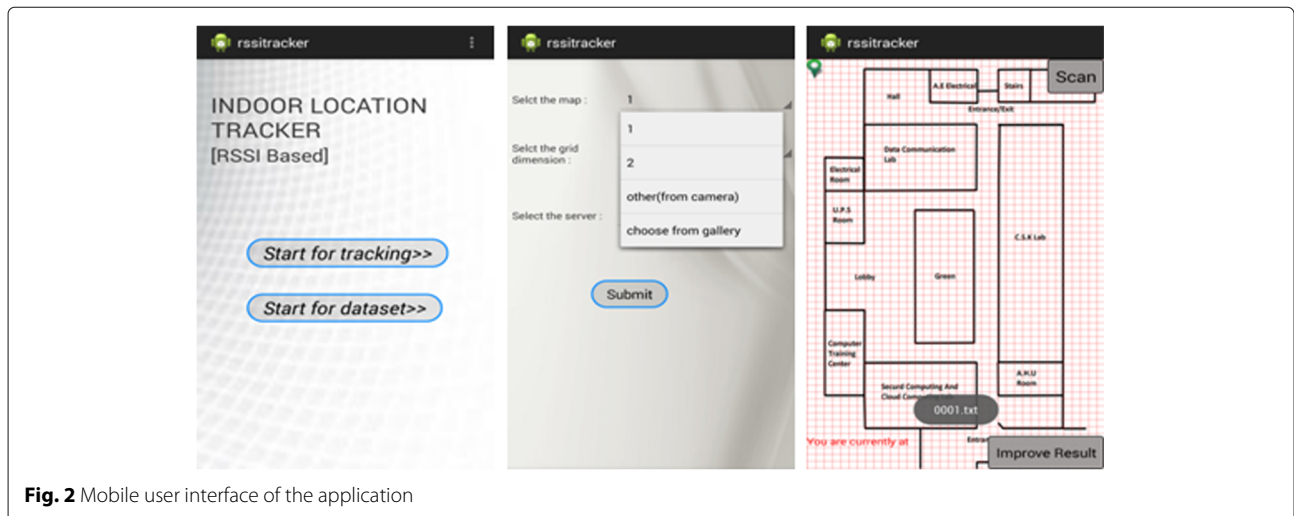 rssitracker
INDOOR LOCATION
TRACKER
[RSSI Based]
Start for tracking>>
Start for dataset>>
rssitracker
Selct the map :
1
1
2
other(from camera)
choose from gallery
Selct the grid
dimension :
Select the server :
Submit
rssitracker
Scan
Hall
A.E Electrical
Stairs
Entrance/Exit
Data Communication
Lab
Electrical
Room
U.P.S
Room
C.S.K Lab
Lobby
Green
Computer
Training
Center
A.H.U
Room
Secured Computing And
Cloud
0001.txt
You are currently at
Improve Result
Fig. 2 Mobile user interface of the application